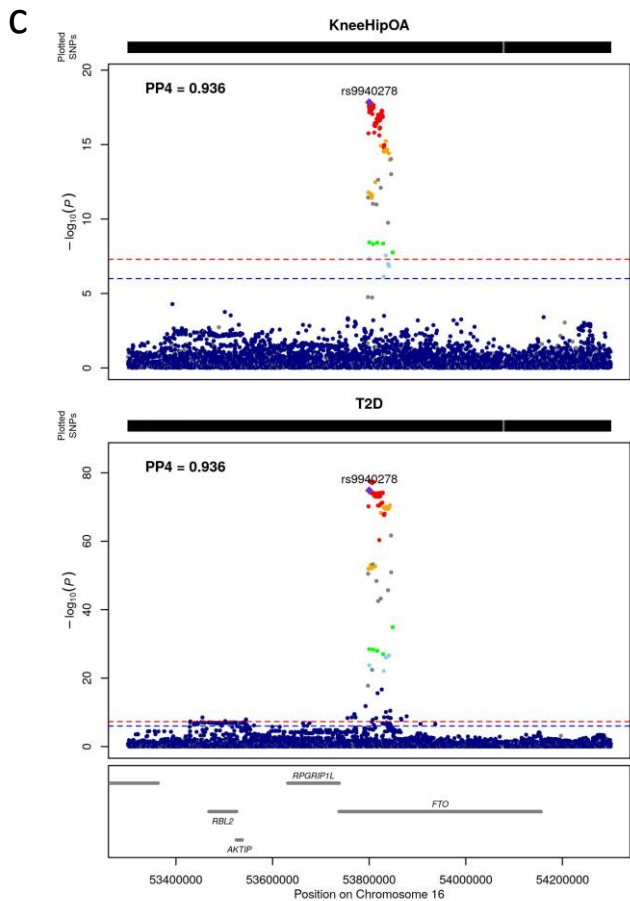 C
KneeHipOA
Plotted
SNPs
PP4 = 0.936
rs9940278
20
15
10
5
0
−log10(P)
T2D
Plotted
SNPs
PP4 = 0.936
rs9940278
80
60
40
20
0
−log10(P)
RPGRIP1L
FTO
RBL2
AKTIP
53400000 53600000 53800000 54000000 54200000
Position on Chromosome 16